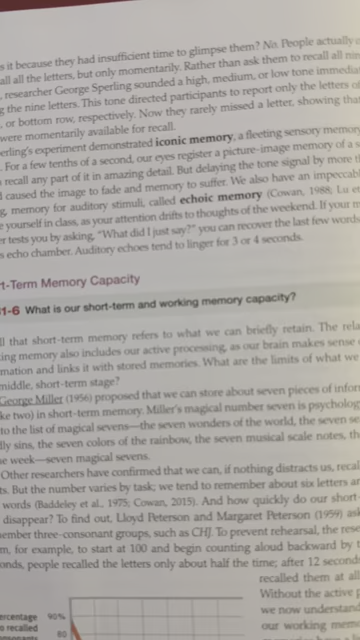 s it because they had insufficient time to glimpse them? No. People actually
all all the letters, but only momentarily. Rather than ask them to recall all
researcher George Sperling sounded a high, medium, or low tone immedia
g the nine letters. This tone directed participants to report only the letters of
, or bottom row, respectively. Now they rarely missed a letter, showing tha
were momentarily available for recall.
erling's experiment demonstrated iconic memory, a fleeting sensory memor
. For a few tenths of a second, our eyes register a picture-image memory of a s
recall any part of it in amazing detail. But delaying the tone signal by more t
d caused the image to fade and memory to suffer. We also have an impeccabl
g, memory for auditory stimuli, called echoic memory (Cowan, 1988; Lu e
e yourself in class, as your attention drifts to thoughts of the weekend. If your m
er tests you by asking, "What did I just say?" you can recover the last few words
s echo chamber. Auditory echoes tend to linger for 3 or 4 seconds.
t-Term Memory Capacity
1-6 What is our short-term and working memory capacity?
ll that short-term memory refers to what we can briefly retain. The rela
ing memory also includes our active processing, as our brain makes sense
mation and links it with stored memories. What are the limits of what we
middle, short-term stage?
George Miller (1956) proposed that we can store about seven pieces of infor
ke two) in short-term memory. Miller's magical number seven is psycholog
to the list of magical sevens—the seven wonders of the world, the seven se
lly sins, the seven colors of the rainbow, the seven musical scale notes, th
e week—seven magical sevens.
Other researchers have confirmed that we can, if nothing distracts us, recal
ts. But the number varies by task; we tend to remember about six letters an
words (Baddeley et al., 1975; Cowan, 2015). And how quickly do our short
disappear? To find out, Lloyd Peterson and Margaret Peterson (1959) ask
ember three-consonant groups, such as CHJ. To prevent rehearsal, the rese
m, for example, to start at 100 and begin counting aloud backward by t
onds, people recalled the letters only about half the time; after 12 seconds
recalled them at all
Without the active p
we now understand
our working mem
ercentage 90%
o recalled
80